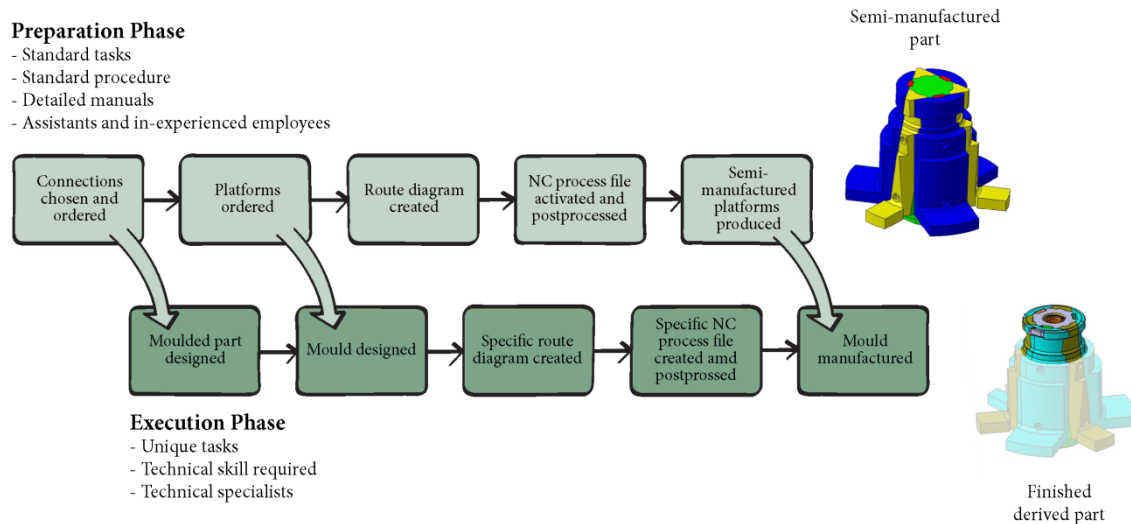 Preparation Phase
- Standard tasks
- Standard procedure
- Detailed manuals
- Assistants and in-experienced employees
Semi-manufactured
part
Connections
chosen and
ordered
Platforms
ordered
Route diagram
created
NC process file
activated and
postprocessed
Semi-
manufactured
platforms
produced
Moulded part
designed
Mould designed
Specific route
diagram created
Specific NC
process file
created amd
postprossed
Mould
manufactured
Execution Phase
- Unique tasks
- Technical skill required
- Technical specialists
Finished
derived part